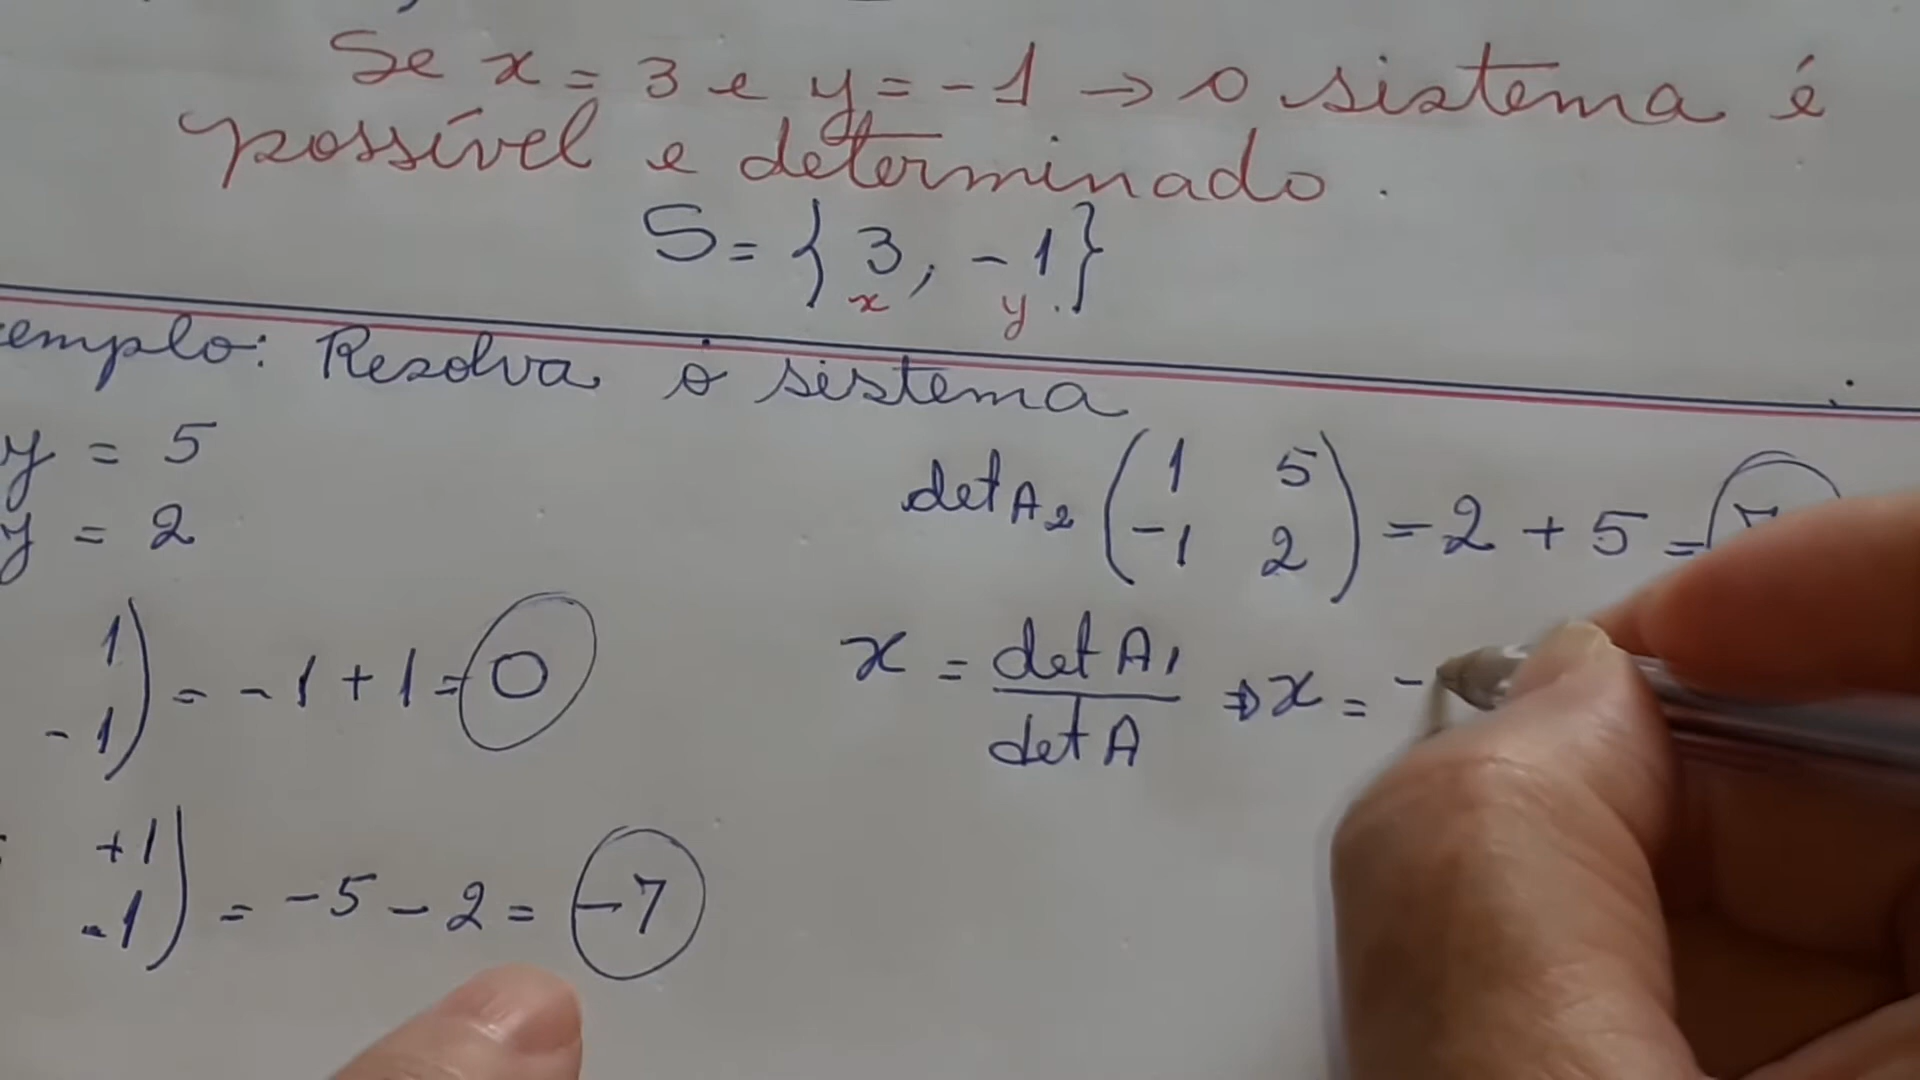 Se x = 3 e y = -1 → o sistema é
possível e determinado.
S = { 3, -1 }
x y
emplo: Resolva o sistema
y = 5
y = 2
1
-1 ) = -1 + 1 = 0
+1
-1 ) = -5 - 2 = -7
det A2 ( 1 5
-1 2 ) = 2 + 5 =
x = det A1 / det A ⇒ x = -